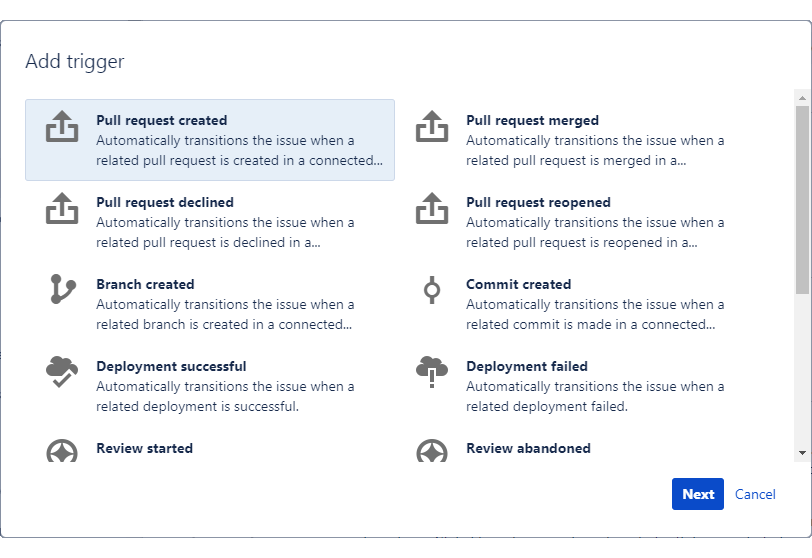 Add trigger
Pull request created
Automatically transitions the issue when a
related pull request is created in a connected...
Pull request merged
Automatically transitions the issue when a
related pull request is merged in a...
Pull request declined
Automatically transitions the issue when a
related pull request is declined in a...
Pull request reopened
Automatically transitions the issue when a
related pull request is reopened in a...
Branch created
Automatically transitions the issue when a
related branch is created in a connected...
Commit created
Automatically transitions the issue when a
related commit is made in a connected...
Deployment successful
Automatically transitions the issue when a
related deployment is successful.
Deployment failed
Automatically transitions the issue when a
related deployment failed.
Review started
Review abandoned
Next
Cancel